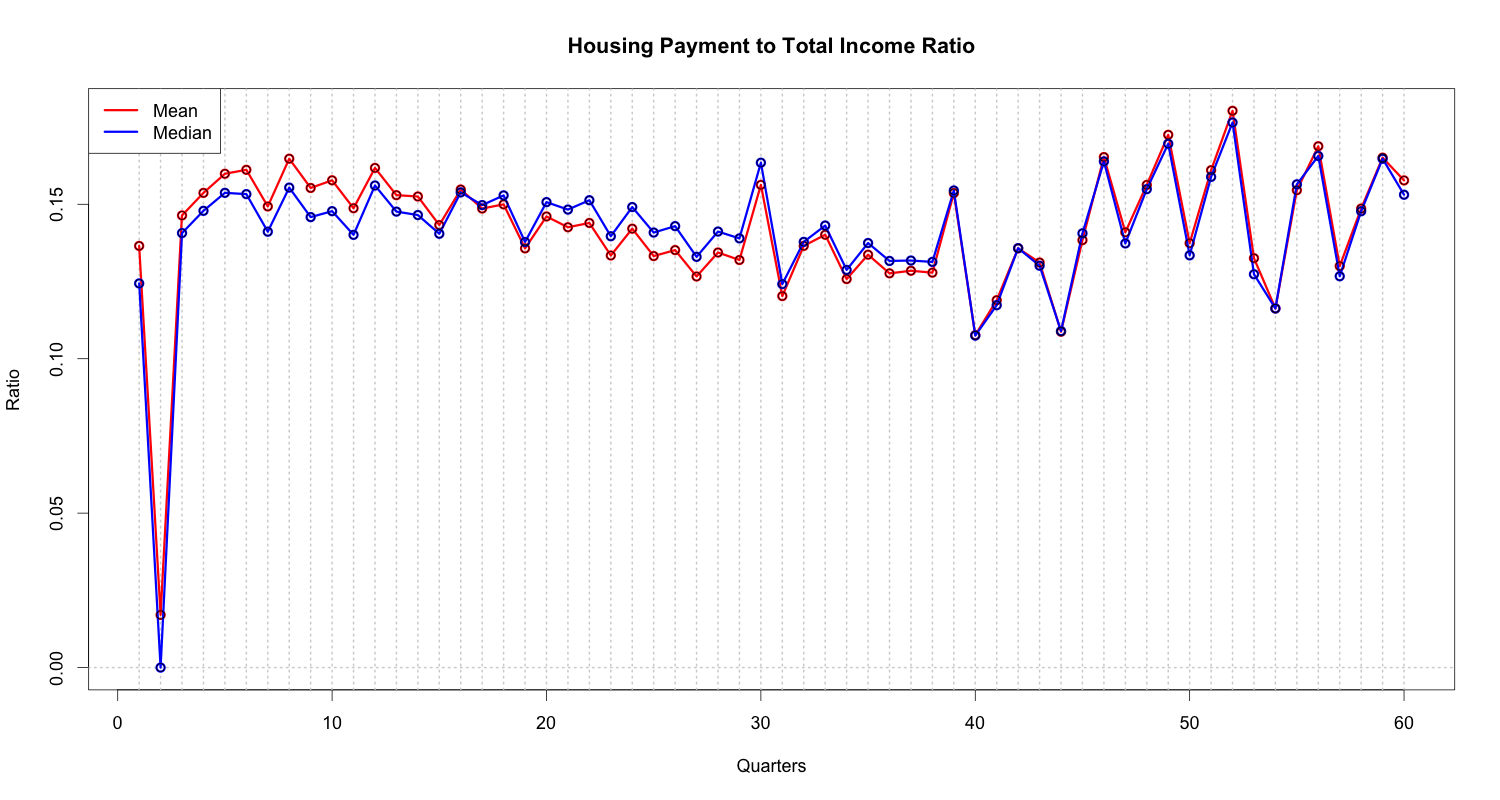 Housing Payment to Total Income Ratio
Mean
Median
Ratio
0.15
0.10
0.05
0.00
0 10 20 30 40 50 60
Quarters